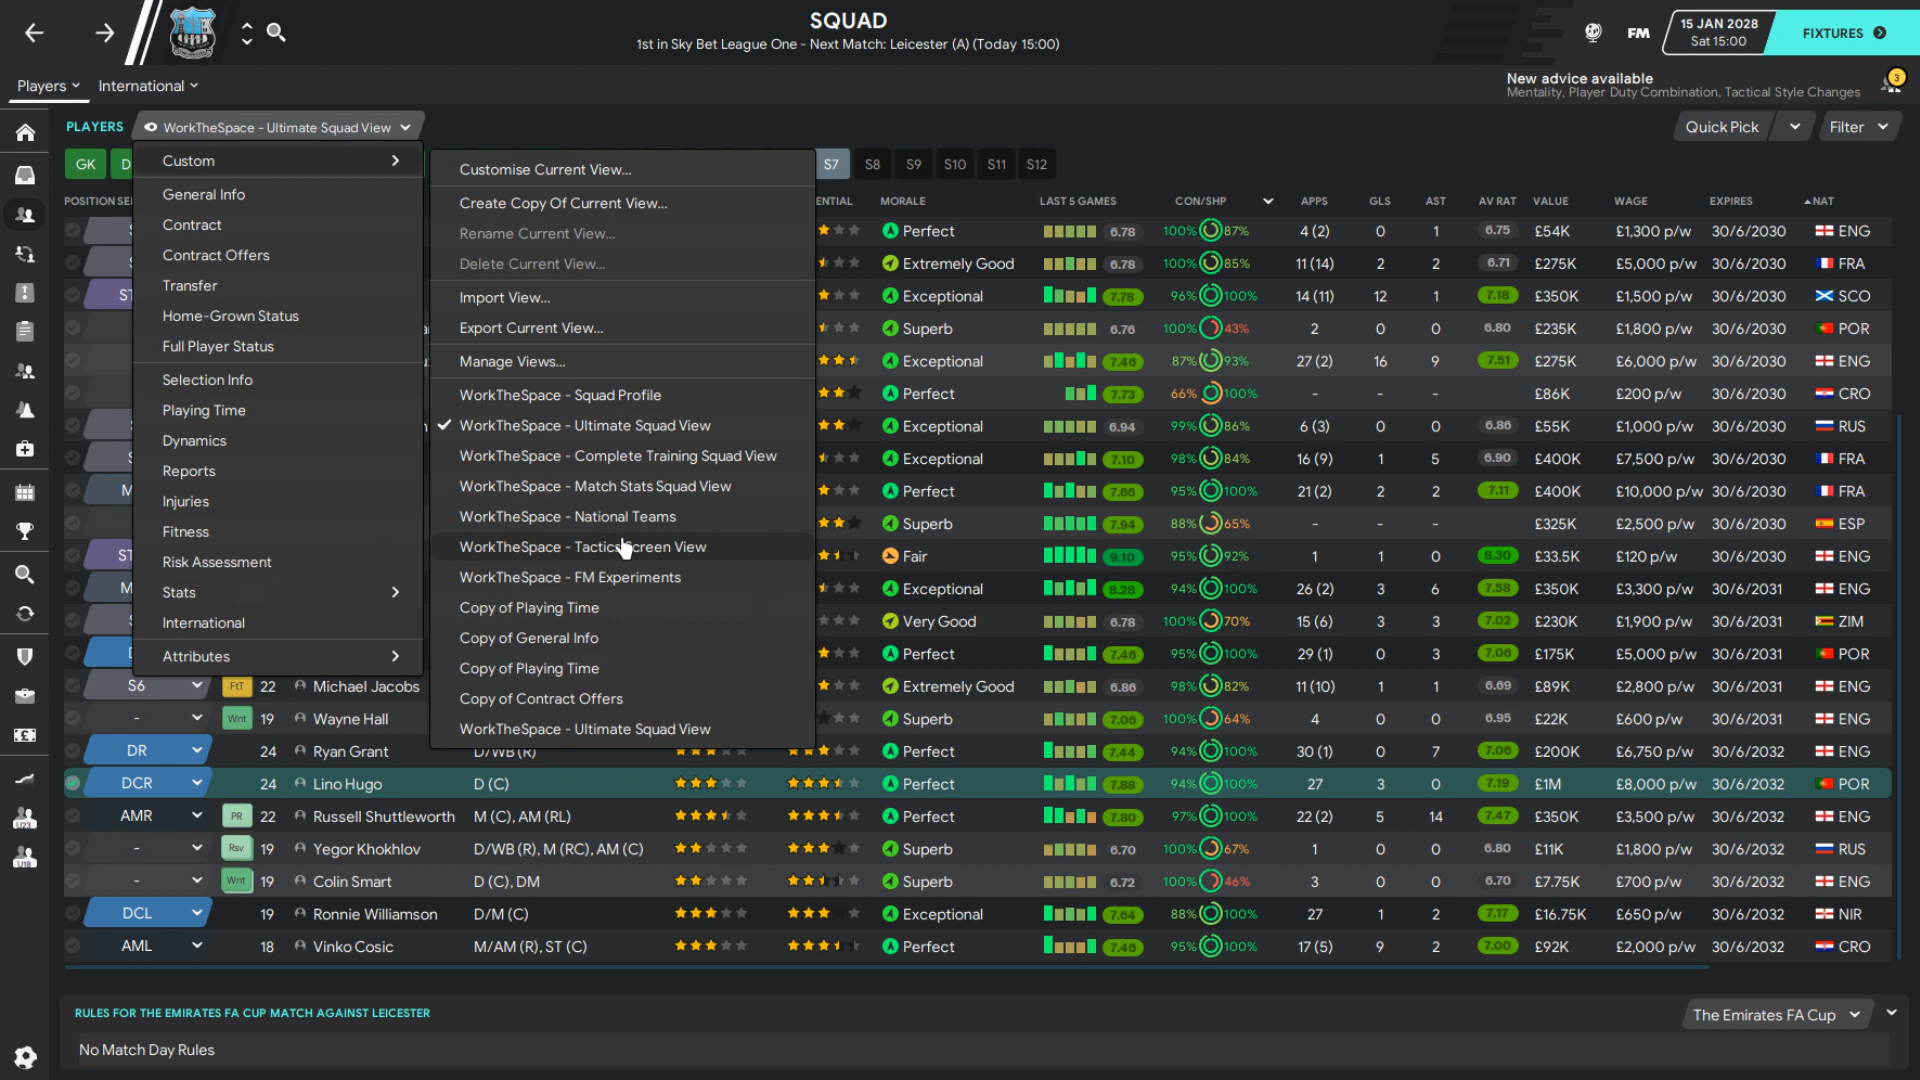 SQUAD
1st in Sky Bet League One - Next Match: Leicester (A) (Today 15:00)
FM
15 JAN 2028
Sat 15:00
FIXTURES
Players
International
New advice available
Mentality, Player Duty Combination, Tactical Style Changes
3
PLAYERS
WorkTheSpace - Ultimate Squad View
Quick Pick
Filter
GK
S7 S8 S9 S10 S11 S12
Custom
General Info
Contract
Contract Offers
Transfer
Home-Grown Status
Full Player Status
Selection Info
Playing Time
Dynamics
Reports
Injuries
Fitness
Risk Assessment
Stats
International
Attributes
Customise Current View...
Create Copy Of Current View...
Rename Current View...
Delete Current View...
Import View...
Export Current View...
Manage Views...
WorkTheSpace - Squad Profile
WorkTheSpace - Ultimate Squad View
WorkTheSpace - Complete Training Squad View
WorkTheSpace - Match Stats Squad View
WorkTheSpace - National Teams
WorkTheSpace - Tactics Screen View
WorkTheSpace - FM Experiments
Copy of Playing Time
Copy of General Info
Copy of Playing Time
Copy of Contract Offers
WorkTheSpace - Ultimate Squad View
MORALE LAST 5 GAMES CON/SHP APPS GLS AST AV RAT VALUE WAGE EXPIRES NAT
Perfect 6.78 100% 87% 4 (2) 0 1 6.75 £54K £1,300 p/w 30/6/2030 ENG
Extremely Good 6.78 100% 85% 11 (14) 2 2 6.71 £275K £5,000 p/w 30/6/2030 FRA
Exceptional 7.78 96% 100% 14 (11) 12 1 7.18 £350K £1,500 p/w 30/6/2030 SCO
Superb 6.76 100% 43% 2 0 0 6.80 £235K £1,800 p/w 30/6/2030 POR
Exceptional 7.46 87% 93% 27 (2) 16 9 7.51 £275K £6,000 p/w 30/6/2030 ENG
Perfect 7.73 66% 100% - - - £86K £200 p/w 30/6/2030 CRO
Exceptional 6.94 99% 86% 6 (3) 0 0 6.86 £55K £1,000 p/w 30/6/2030 RUS
Exceptional 7.10 98% 84% 16 (9) 1 5 6.90 £400K £7,500 p/w 30/6/2030 FRA
Perfect 7.66 95% 100% 21 (2) 2 2 7.11 £400K £10,000 p/w 30/6/2030 FRA
Superb 7.94 88% 65% - - - £325K £2,500 p/w 30/6/2030 ESP
Fair 9.10 95% 92% 1 1 0 8.30 £33.5K £120 p/w 30/6/2030 ENG
Exceptional 8.28 94% 100% 26 (2) 3 6 7.58 £350K £3,300 p/w 30/6/2031 ENG
Very Good 6.78 100% 70% 15 (6) 3 3 7.02 £230K £1,900 p/w 30/6/2031 ZIM
Perfect 7.46 95% 100% 29 (1) 0 3 7.06 £175K £5,000 p/w 30/6/2031 POR
S6 FtT 22 Michael Jacobs Extremely Good 6.86 98% 82% 11 (10) 1 1 6.69 £89K £2,800 p/w 30/6/2031 ENG
- Wnt 19 Wayne Hall Superb 7.06 100% 64% 4 0 0 6.95 £22K £600 p/w 30/6/2031 ENG
DR 24 Ryan Grant D/WB (R) Perfect 7.44 94% 100% 30 (1) 0 7 7.06 £200K £6,750 p/w 30/6/2032 ENG
DCR 24 Lino Hugo D (C) Perfect 7.88 94% 100% 27 3 0 7.19 £1M £8,000 p/w 30/6/2032 POR
AMR PR 22 Russell Shuttleworth M (C), AM (RL) Perfect 7.80 97% 100% 22 (2) 5 14 7.47 £350K £3,500 p/w 30/6/2032 ENG
- Rsv 19 Yegor Khokhlov D/WB (R), M (RC), AM (C) Superb 6.70 100% 67% 1 0 0 6.80 £11K £1,800 p/w 30/6/2032 RUS
- Wnt 19 Colin Smart D (C), DM Superb 6.72 100% 46% 3 0 0 6.70 £7.75K £700 p/w 30/6/2032 ENG
DCL 19 Ronnie Williamson D/M (C) Exceptional 7.64 88% 100% 27 1 2 7.17 £16.75K £650 p/w 30/6/2032 NIR
AML 18 Vinko Cosic M/AM (R), ST (C) Perfect 7.46 95% 100% 17 (5) 9 2 7.00 £92K £2,000 p/w 30/6/2032 CRO
RULES FOR THE EMIRATES FA CUP MATCH AGAINST LEICESTER
The Emirates FA Cup
No Match Day Rules
U23
U18